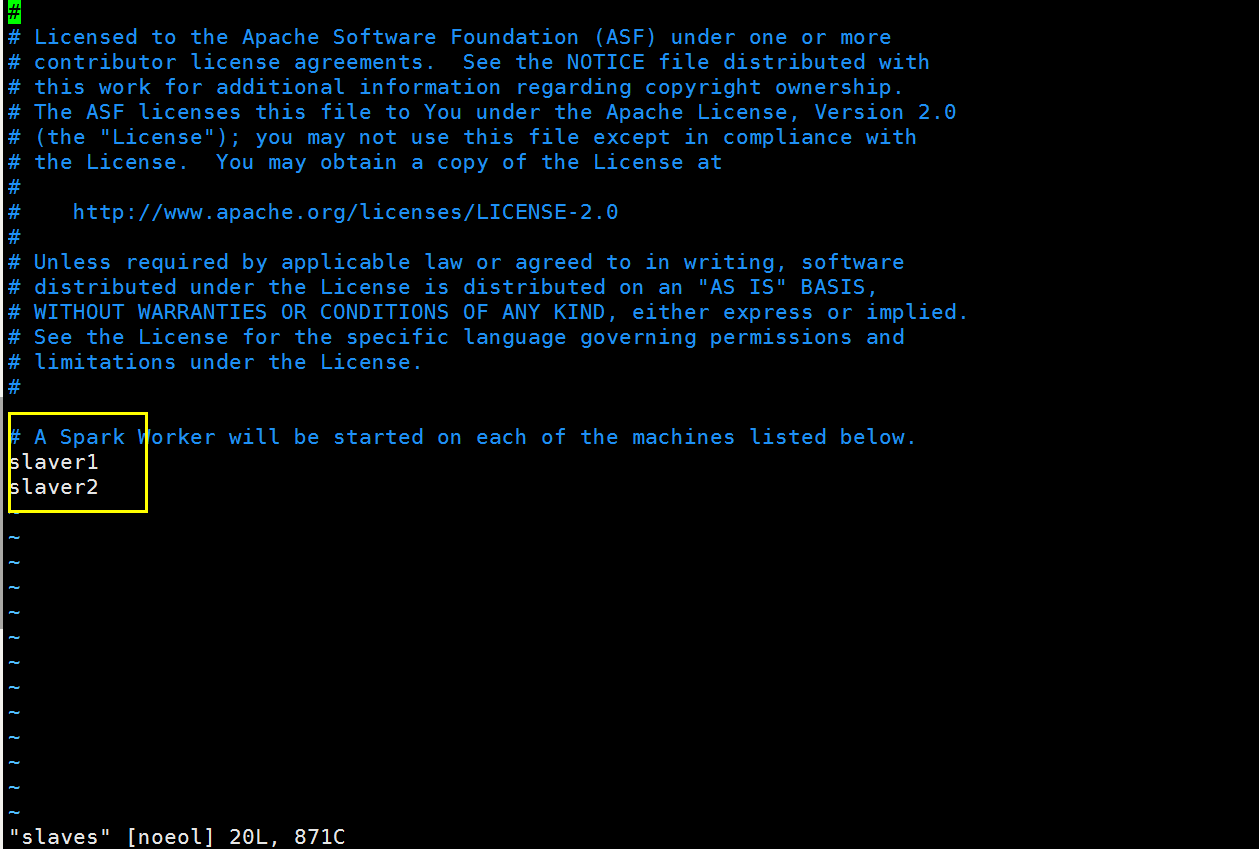 #
# Licensed to the Apache Software Foundation (ASF) under one or more
# contributor license agreements.  See the NOTICE file distributed with
# this work for additional information regarding copyright ownership.
# The ASF licenses this file to You under the Apache License, Version 2.0
# (the "License"); you may not use this file except in compliance with
# the License.  You may obtain a copy of the License at
#
#    http://www.apache.org/licenses/LICENSE-2.0
#
# Unless required by applicable law or agreed to in writing, software
# distributed under the License is distributed on an "AS IS" BASIS,
# WITHOUT WARRANTIES OR CONDITIONS OF ANY KIND, either express or implied.
# See the License for the specific language governing permissions and
# limitations under the License.
#
# A Spark Worker will be started on each of the machines listed below.
slaver1
slaver2
~
~
~
~
~
~
~
~
~
~
~
~
~
"slaves" [noeol] 20L, 871C